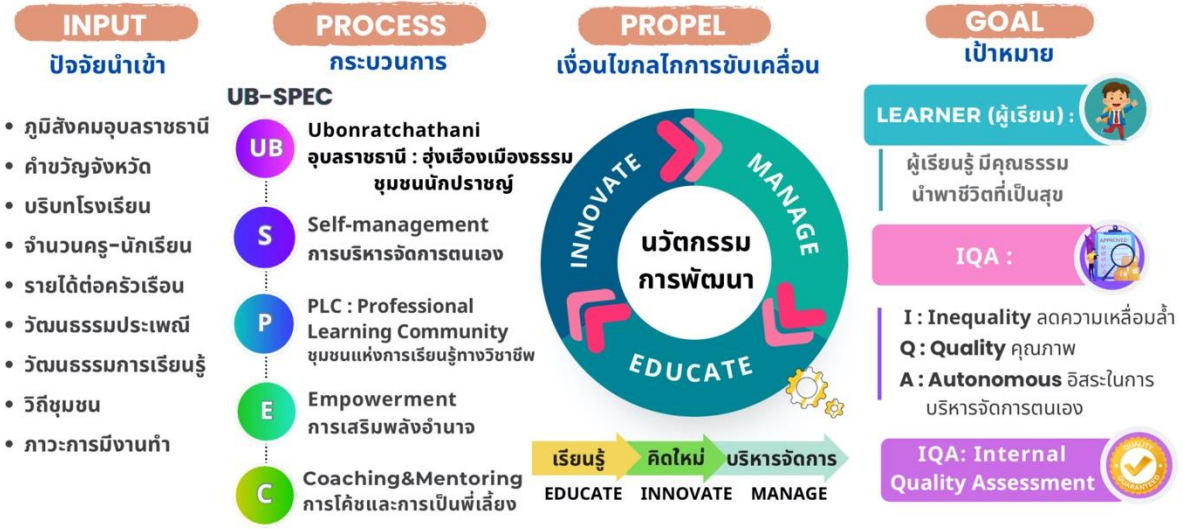 INPUT
ปัจจัยนำเข้า
• ภูมิสังคมอุบลราชธานี
• คำขวัญจังหวัด
• บริบทโรงเรียน
• จำนวนครู-นักเรียน
• รายได้ต่อครัวเรือน
• วัฒนธรรมประเพณี
• วัฒนธรรมการเรียนรู้
• วิถีชุมชน
• ภาวะการมีงานทำ
PROCESS
กระบวนการ
UB-SPEC
UB
Ubonratchathani
อุบลราชธานี : ฮุ่งเฮืองเมืองธรรม
ชุมชนนักปราชญ์
S
Self-management
การบริหารจัดการตนเอง
P
PLC : Professional
Learning Community
ชุมชนแห่งการเรียนรู้ทางวิชาชีพ
E
Empowerment
การเสริมพลังอำนาจ
C
Coaching&Mentoring
การโค้ชและการเป็นพี่เลี้ยง
PROPEL
เงื่อนไขกลไกการขับเคลื่อน
INNOVATE
MANAGE
EDUCATE
นวัตกรรม
การพัฒนา
เรียนรู้ คิดใหม่ บริหารจัดการ
EDUCATE INNOVATE MANAGE
GOAL
เป้าหมาย
LEARNER (ผู้เรียน) :
ผู้เรียนรู้ มีคุณธรรม
นำพาชีวิตที่เป็นสุข
IQA :
APPROVED
I : Inequality ลดความเหลื่อมล้ำ
Q : Quality คุณภาพ
A : Autonomous อิสระในการ
บริหารจัดการตนเอง
IQA: Internal
Quality Assessment
QUALITY
GUARANTEED